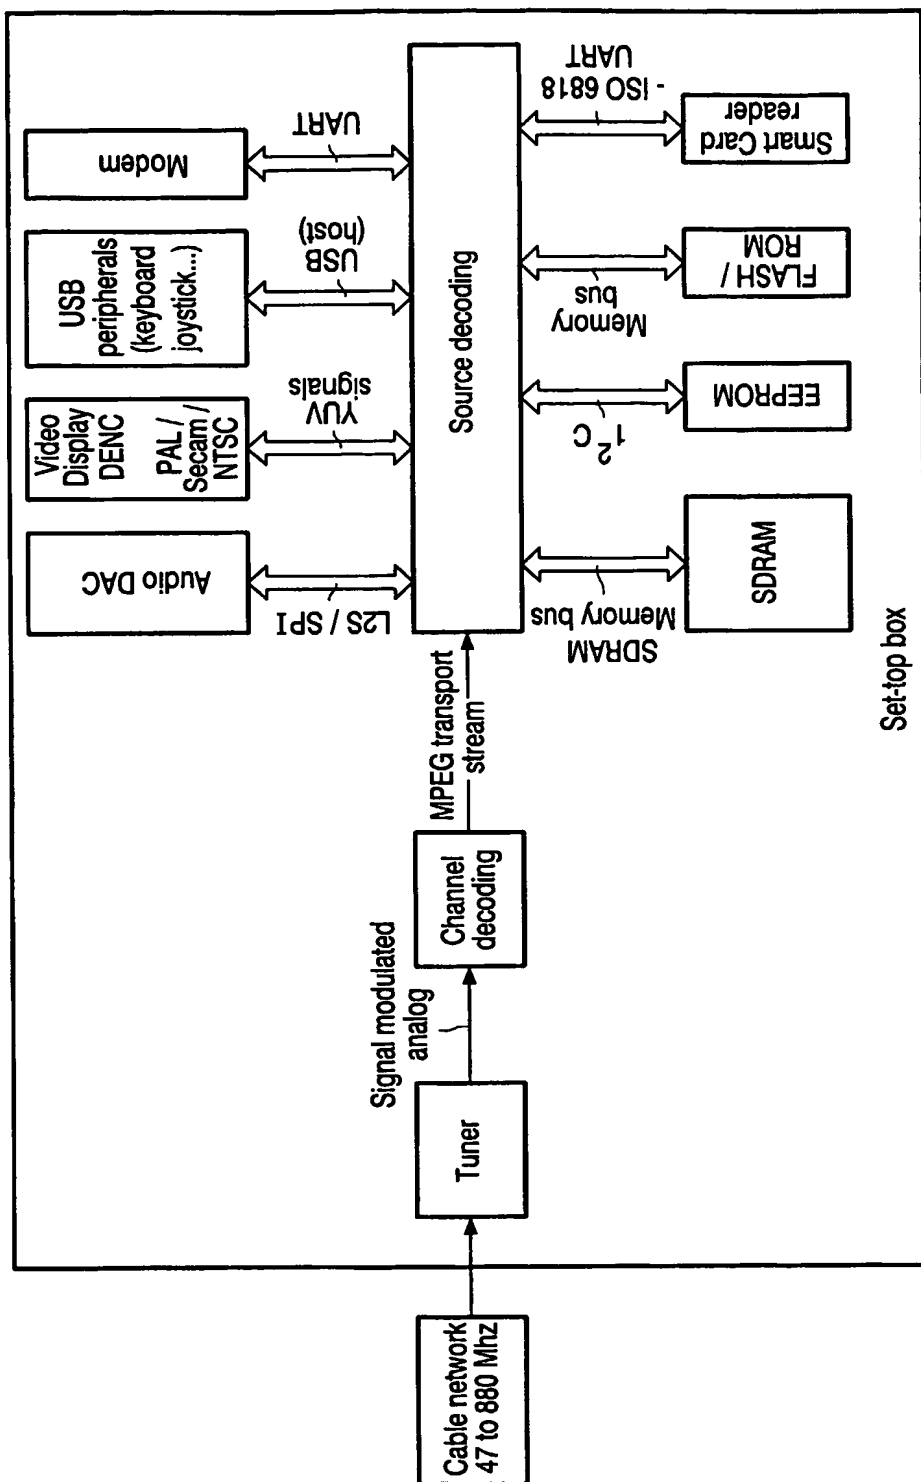 Modem
UART
USB
peripherals
(keyboard
joystick...)
USB
(host)
Video
Display
DENC
PAL /
Secam /
NTSC
YUV
signals
Audio DAC
L2S / SPI
Source decoding
UART
- ISO 6818
Smart Card
reader
Memory
bus
FLASH /
ROM
1²C
EEPROM
SDRAM
Memory bus
SDRAM
MPEG transport
stream
Channel
decoding
Signal modulated
analog
Tuner
Cable network
47 to 880 Mhz
Set-top box